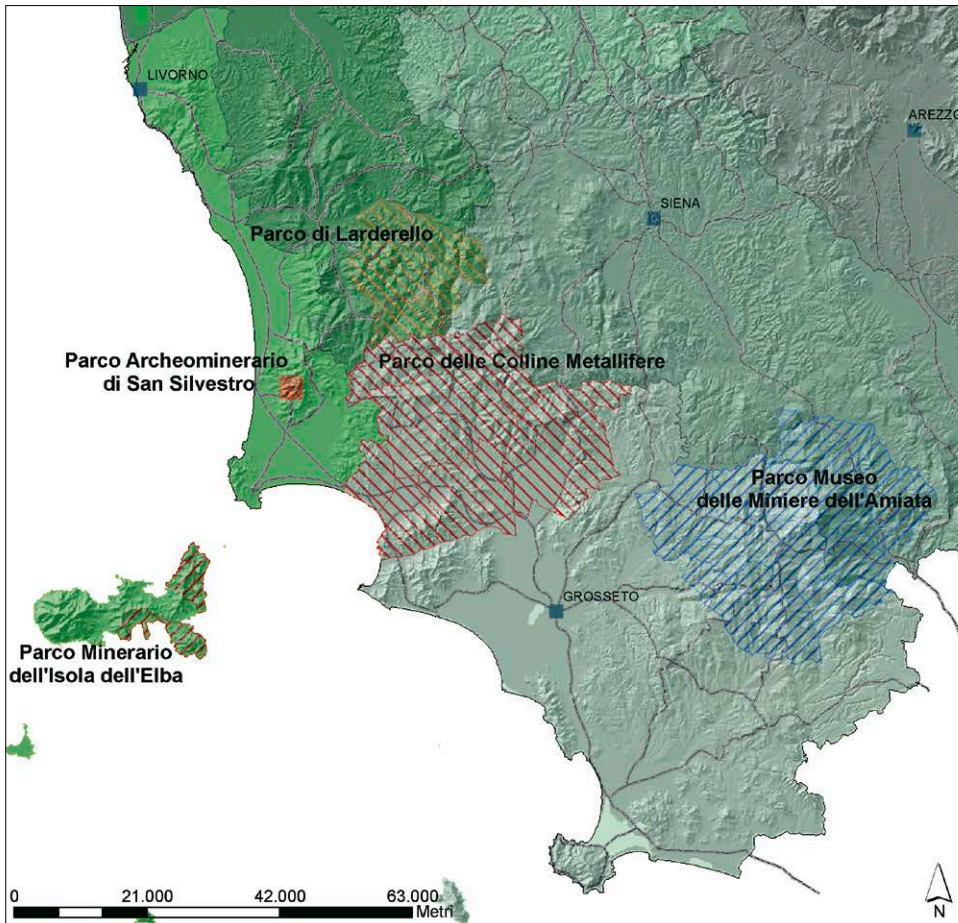 LIVORNO
AREZZO
SIENA
Parco di Larderello
Parco Archeominerario
di San Silvestro
Parco delle Colline Metallifere
Parco Museo
delle Miniere dell'Amiata
GROSSETO
Parco Minerario
dell'Isola dell'Elba
0 21.000 42.000 63.000
Metri
N